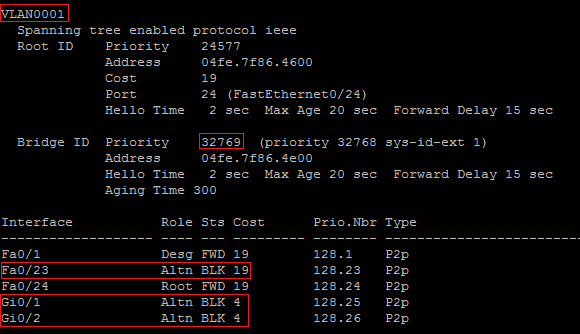 VLAN0001
Spanning tree enabled protocol ieee
Root ID Priority 24577
Address 04fe.7f86.4600
Cost 19
Port 24 (FastEthernet0/24)
Hello Time 2 sec Max Age 20 sec Forward Delay 15 sec
Bridge ID Priority 32769 (priority 32768 sys-id-ext 1)
Address 04fe.7f86.4e00
Hello Time 2 sec Max Age 20 sec Forward Delay 15 sec
Aging Time 300
Interface Role Sts Cost Prio.Nbr Type
------------------- ---- --- --------- -------- --------------------------------
Fa0/1 Desg FWD 19 128.1 P2p
Fa0/23 Altn BLK 19 128.23 P2p
Fa0/24 Root FWD 19 128.24 P2p
Gi0/1 Altn BLK 4 128.25 P2p
Gi0/2 Altn BLK 4 128.26 P2p